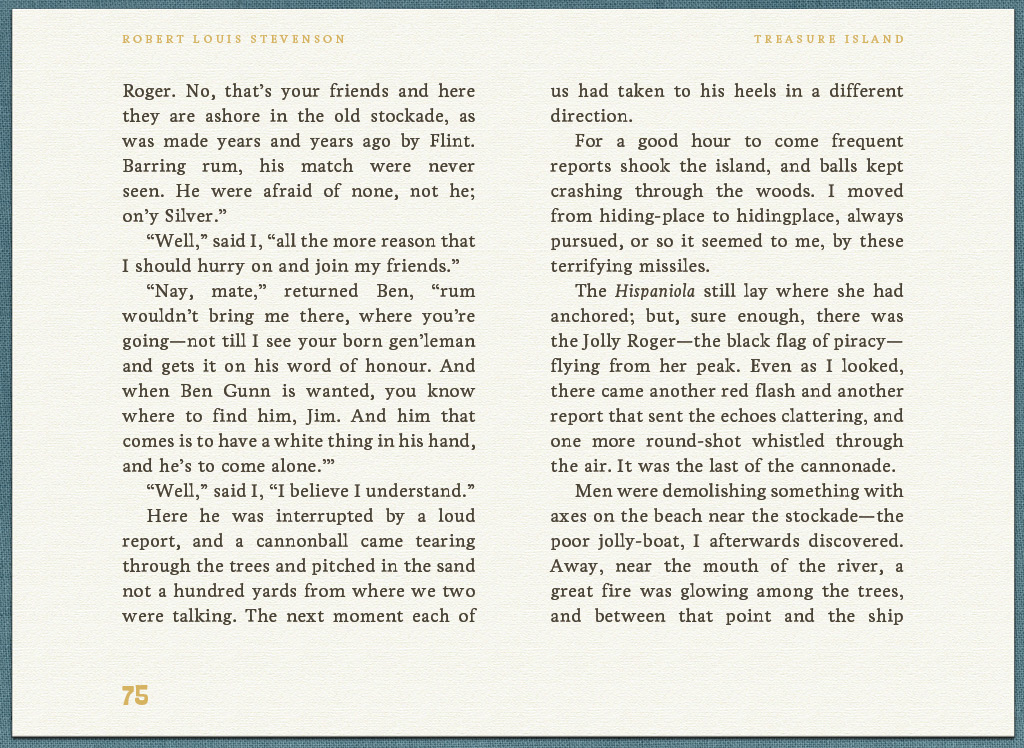 ROBERT LOUIS STEVENSON
TREASURE ISLAND
Roger. No, that’s your friends and here
they are ashore in the old stockade, as
was made years and years ago by Flint.
Barring rum, his match were never
seen. He were afraid of none, not he;
on’y Silver.”
“Well,” said I, “all the more reason that
I should hurry on and join my friends.”
“Nay, mate,” returned Ben, “rum
wouldn’t bring me there, where you’re
going—not till I see your born gen’leman
and gets it on his word of honour. And
when Ben Gunn is wanted, you know
where to find him, Jim. And him that
comes is to have a white thing in his hand,
and he’s to come alone.’”
“Well,” said I, “I believe I understand.”
Here he was interrupted by a loud
report, and a cannonball came tearing
through the trees and pitched in the sand
not a hundred yards from where we two
were talking. The next moment each of
us had taken to his heels in a different
direction.
For a good hour to come frequent
reports shook the island, and balls kept
crashing through the woods. I moved
from hiding-place to hidingplace, always
pursued, or so it seemed to me, by these
terrifying missiles.
The Hispaniola still lay where she had
anchored; but, sure enough, there was
the Jolly Roger—the black flag of piracy—
flying from her peak. Even as I looked,
there came another red flash and another
report that sent the echoes clattering, and
one more round-shot whistled through
the air. It was the last of the cannonade.
Men were demolishing something with
axes on the beach near the stockade—the
poor jolly-boat, I afterwards discovered.
Away, near the mouth of the river, a
great fire was glowing among the trees,
and between that point and the ship
75